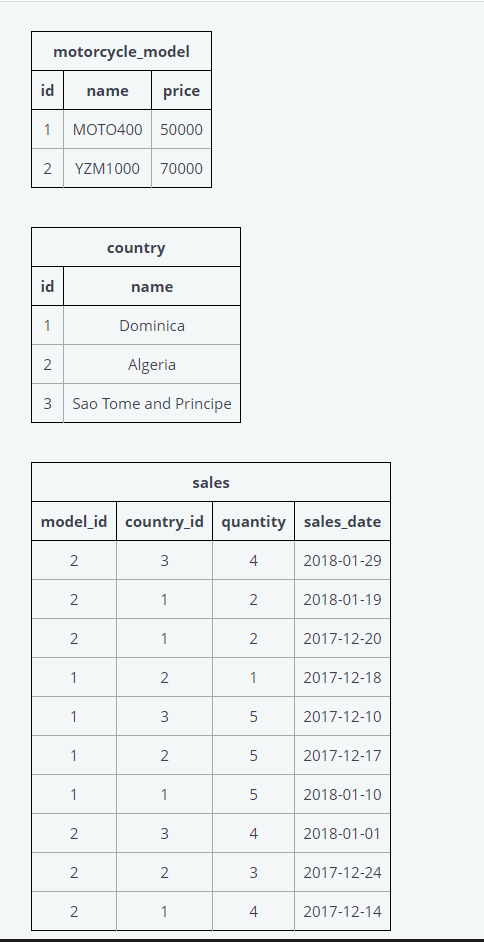 motorcycle_model
id name price
1 MOTO400 50000
2 YZM1000 70000
country
id name
1 Dominica
2 Algeria
3 Sao Tome and Principe
sales
model_id country_id quantity sales_date
2 3 4 2018-01-29
2 1 2 2018-01-19
2 1 2 2017-12-20
1 2 1 2017-12-18
1 3 5 2017-12-10
1 2 5 2017-12-17
1 1 5 2018-01-10
2 3 4 2018-01-01
2 2 3 2017-12-24
2 1 4 2017-12-14